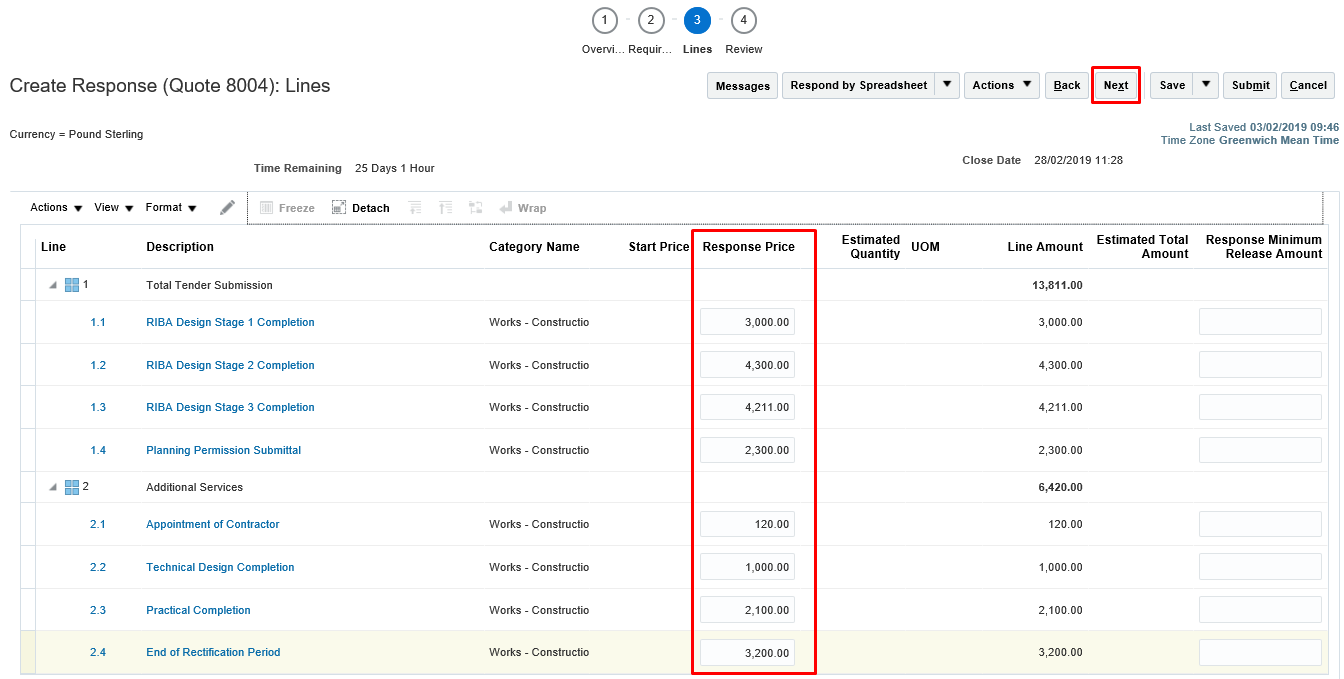 1 2 3 4
Overvi... Requir... Lines Review
Create Response (Quote 8004): Lines
Messages Respond by Spreadsheet Actions Back Next Save Submit Cancel
Currency = Pound Sterling
Last Saved 03/02/2019 09:46
Time Zone Greenwich Mean Time
Time Remaining 25 Days 1 Hour
Close Date 28/02/2019 11:28
Actions View Format Freeze Detach Wrap
Line Description Category Name Start Price Response Price Estimated Quantity UOM Line Amount Estimated Total Amount Response Minimum Release Amount
1 Total Tender Submission 13,811.00
1.1 RIBA Design Stage 1 Completion Works - Constructio 3,000.00 3,000.00
1.2 RIBA Design Stage 2 Completion Works - Constructio 4,300.00 4,300.00
1.3 RIBA Design Stage 3 Completion Works - Constructio 4,211.00 4,211.00
1.4 Planning Permission Submittal Works - Constructio 2,300.00 2,300.00
2 Additional Services 6,420.00
2.1 Appointment of Contractor Works - Constructio 120.00 120.00
2.2 Technical Design Completion Works - Constructio 1,000.00 1,000.00
2.3 Practical Completion Works - Constructio 2,100.00 2,100.00
2.4 End of Rectification Period Works - Constructio 3,200.00 3,200.00